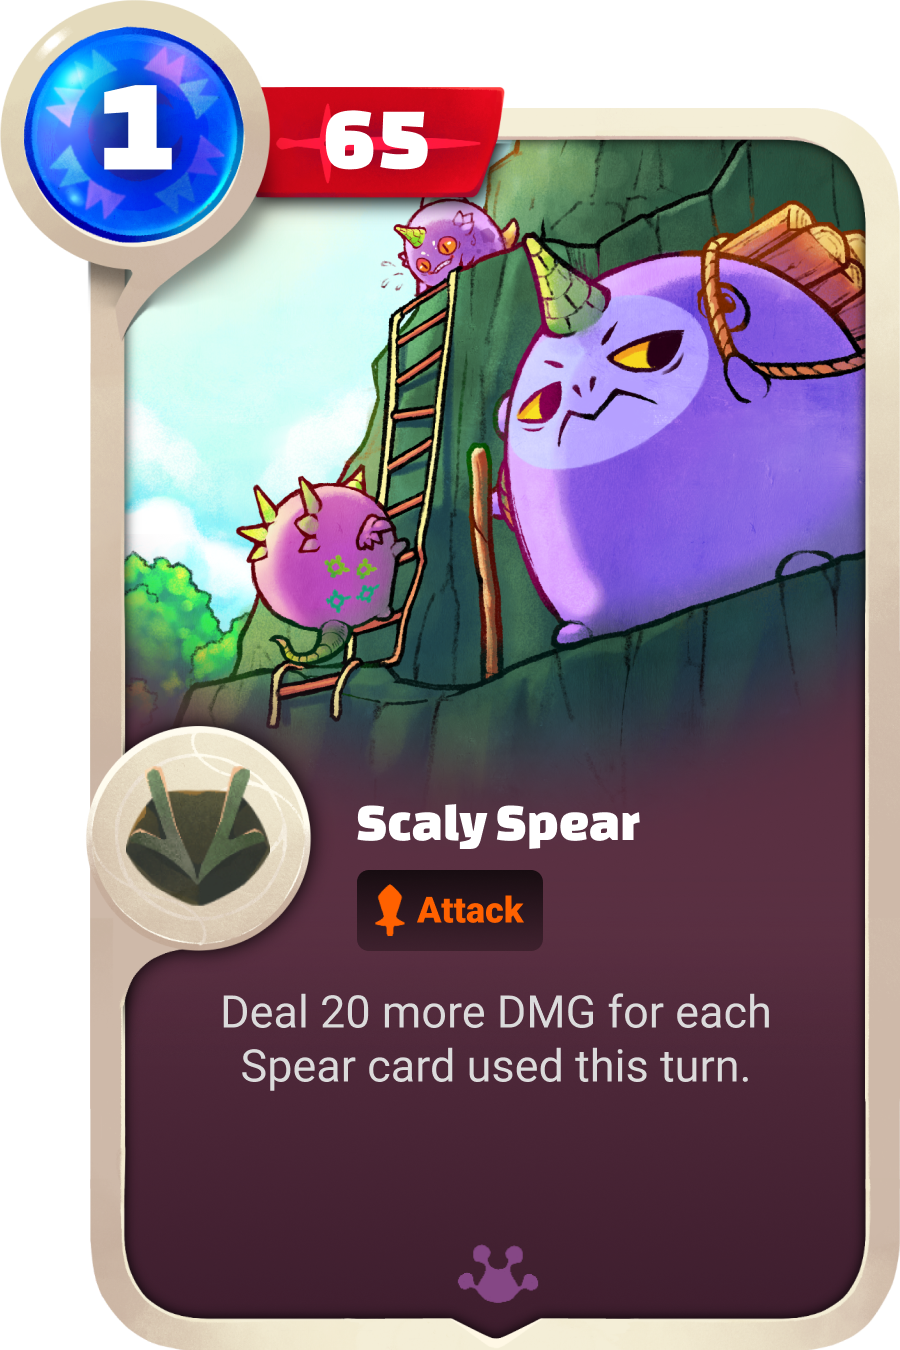 1
65
Scaly Spear
Attack
Deal 20 more DMG for each
Spear card used this turn.